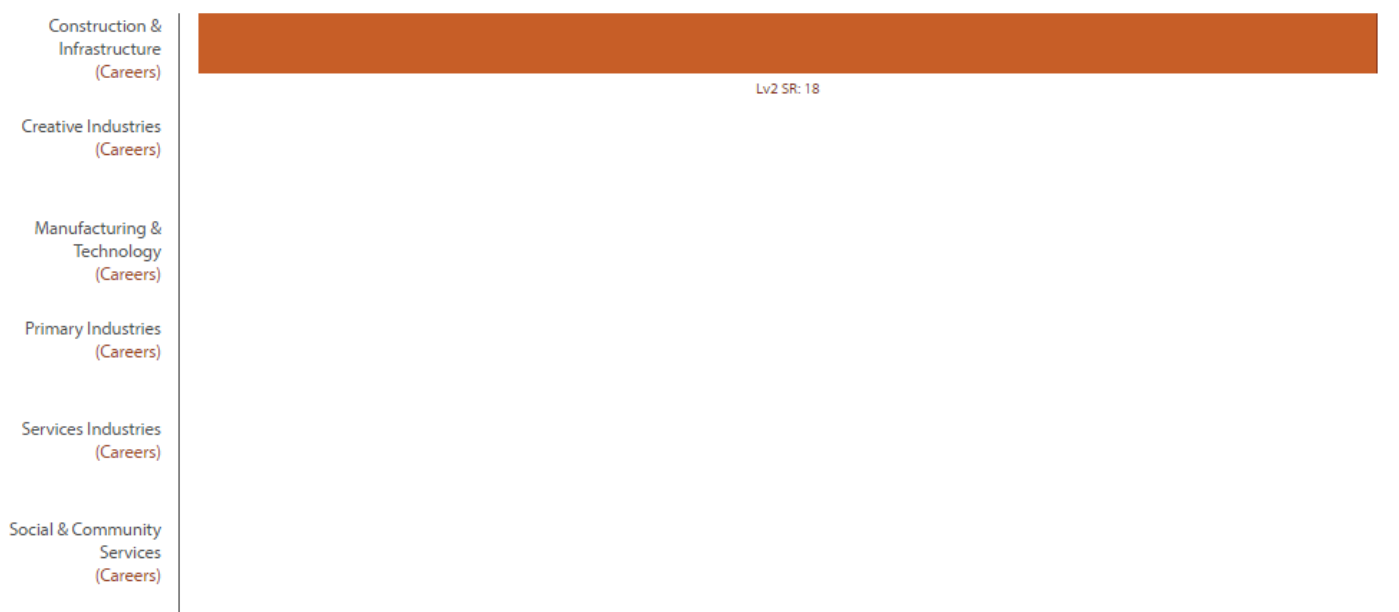 Construction &
Infrastructure
(Careers)
Lv2 SR: 18
Creative Industries
(Careers)
Manufacturing &
Technology
(Careers)
Primary Industries
(Careers)
Services Industries
(Careers)
Social & Community
Services
(Careers)